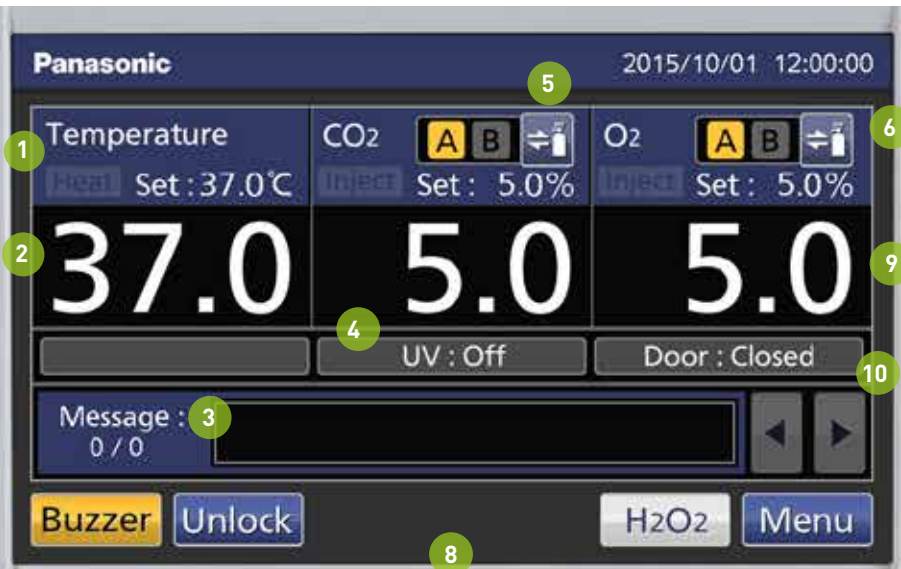 Panasonic 2015/10/01 12:00:00
5
1 Temperature CO2 A B O2 A B 6
Heat Set : 37.0℃ Inject Set : 5.0% Inject Set : 5.0%
2 37.0 5.0 5.0 9
4
UV : Off Door : Closed
10
Message : 3
0 / 0
Buzzer Unlock H2O2 Menu
8